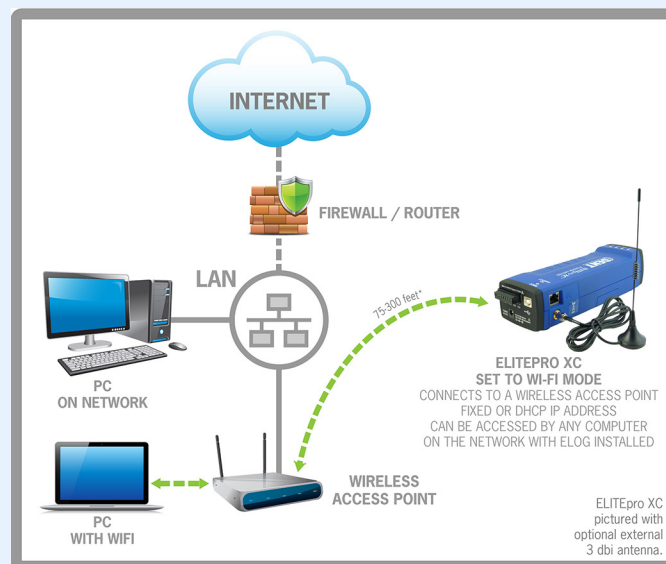 INTERNET
FIREWALL / ROUTER
LAN
75-300 feet*
PC
ON NETWORK
ELITEPRO XC
SET TO WI-FI MODE
CONNECTS TO A WIRELESS ACCESS POINT
FIXED OR DHCP IP ADDRESS
CAN BE ACCESSED BY ANY COMPUTER
ON THE NETWORK WITH ELOG INSTALLED
WIRELESS
ACCESS POINT
PC
WITH WIFI
ELITEpro XC
pictured with
optional external
3 dbi antenna.